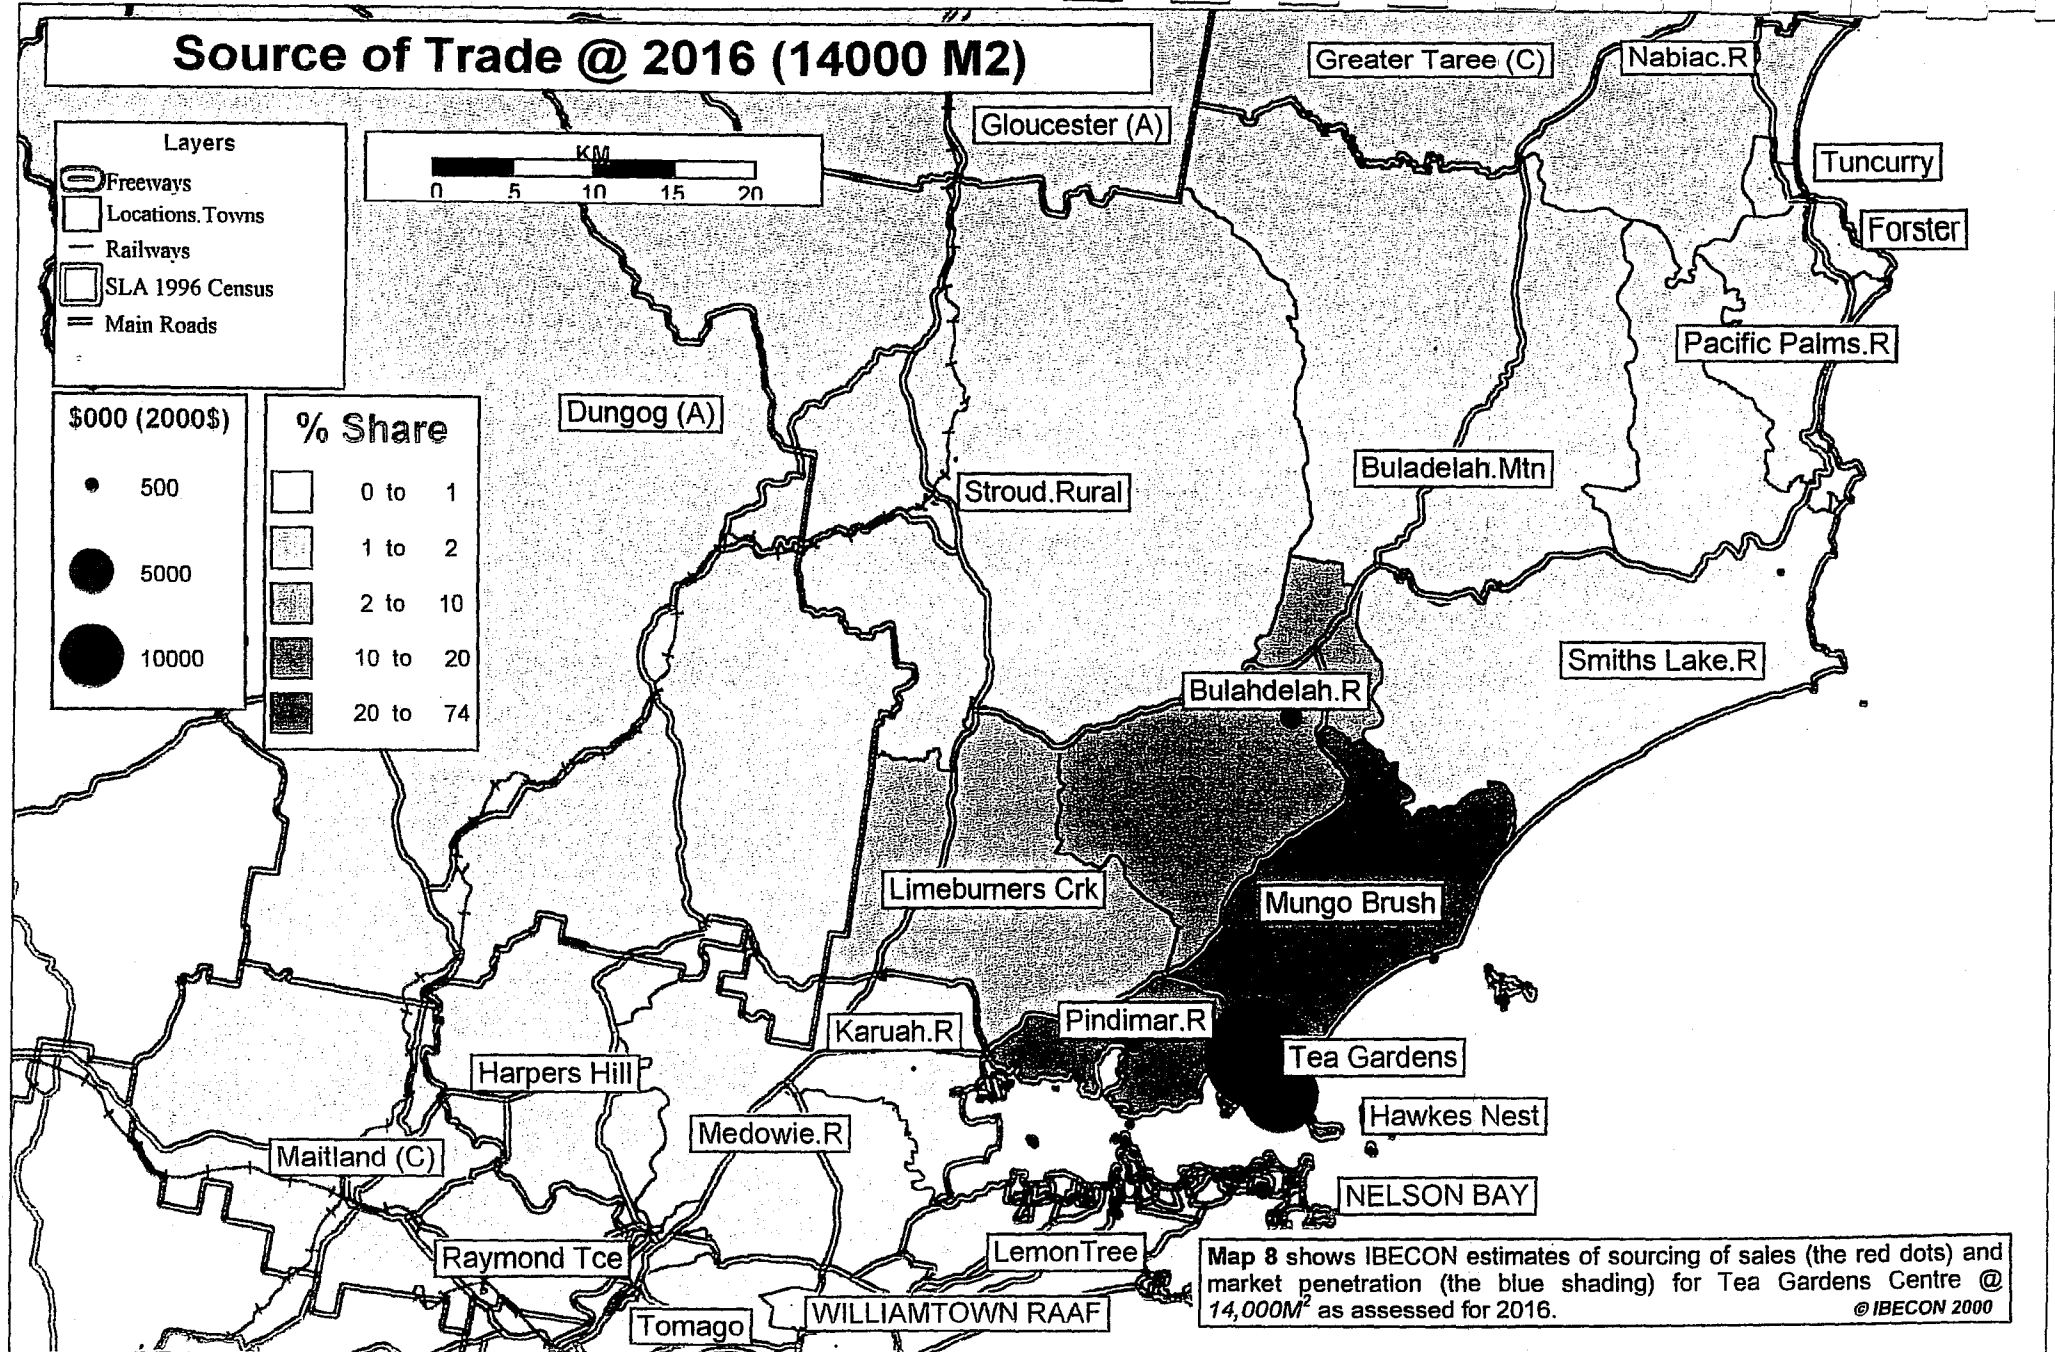 Source of Trade @ 2016 (14000 M2)
Greater Taree (C)
Nabiac.R
Gloucester (A)
Layers
Freeways
Locations.Towns
Railways
SLA 1996 Census
Main Roads
KM
0 5 10 15 20
Tuncurry
Forster
Pacific Palms.R
$000 (2000$)
500
5000
10000
% Share
0 to 1
1 to 2
2 to 10
10 to 20
20 to 74
Dungog (A)
Stroud.Rural
Buladelah.Mtn
Smiths Lake.R
Bulahdelah.R
Limeburners Crk
Mungo Brush
Karuah.R
Pindimar.R
Tea Gardens
Harpers Hill
Hawkes Nest
Medowie.R
Maitland (C)
NELSON BAY
Raymond Tce
LemonTree
WILLIAMTOWN RAAF
Tomago
Map 8 shows IBECON estimates of sourcing of sales (the red dots) and
market penetration (the blue shading) for Tea Gardens Centre @
14,000M² as assessed for 2016. © IBECON 2000